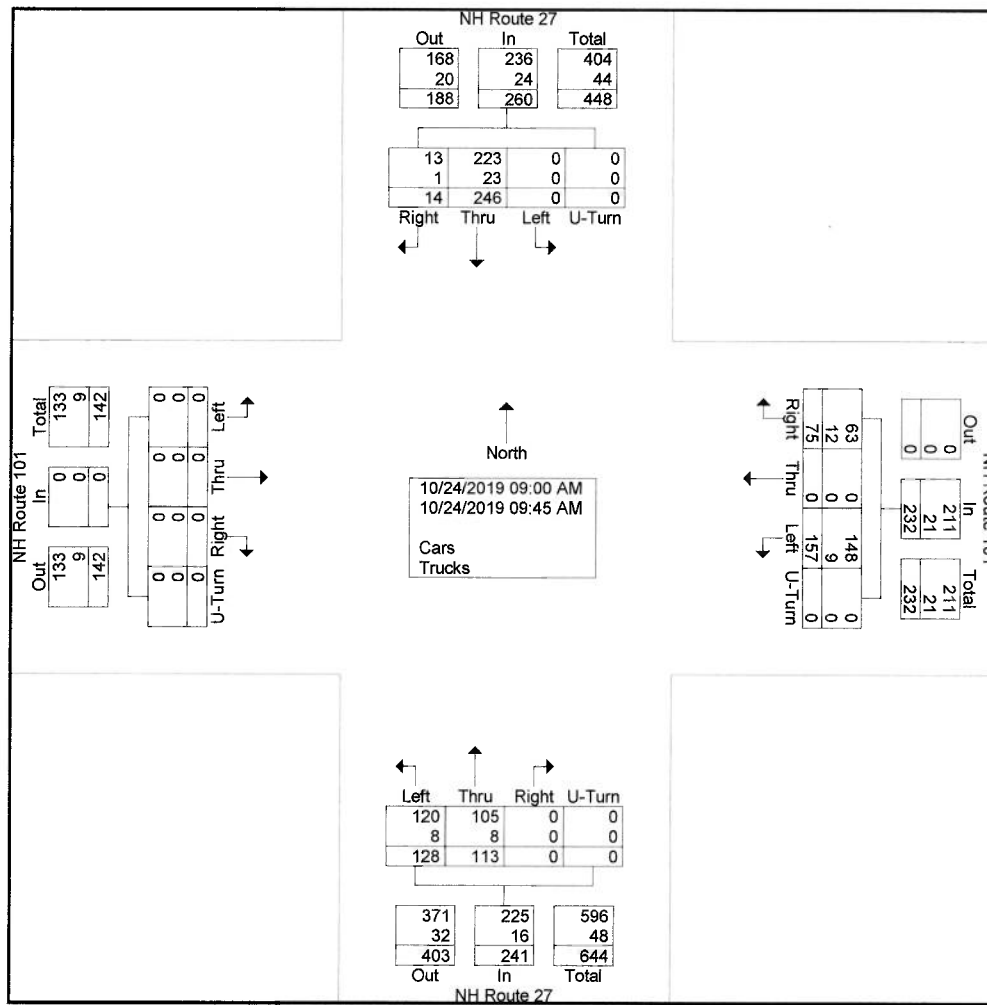 NH Route 27
Out In Total
168 236 404
20 24 44
188 260 448
13 223 0 0
1 23 0 0
14 246 0 0
Right Thru Left U-Turn
NH Route 101
Total
133
9
142
In
0
0
0
Out
133
9
142
Left
0
0
0
Thru
0
0
0
Right
0
0
0
U-Turn
0
0
0
North
10/24/2019 09:00 AM
10/24/2019 09:45 AM
Cars
Trucks
Right
63
12
75
Thru
0
0
0
Left
148
9
157
U-Turn
0
0
0
Out
0
0
0
In
211
21
232
Total
211
21
232
NH Route 101
Left Thru Right U-Turn
120 105 0 0
8 8 0 0
128 113 0 0
371 225 596
32 16 48
403 241 644
Out In Total
NH Route 27